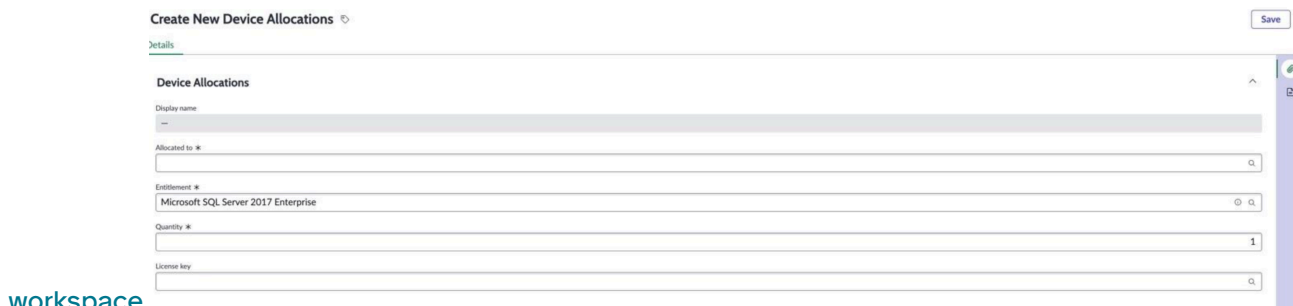 Create New Device Allocations
Save
Details
Device Allocations
Display name
—
Allocated to *
Entitlement *
Microsoft SQL Server 2017 Enterprise
Quantity *
1
License key
workspace